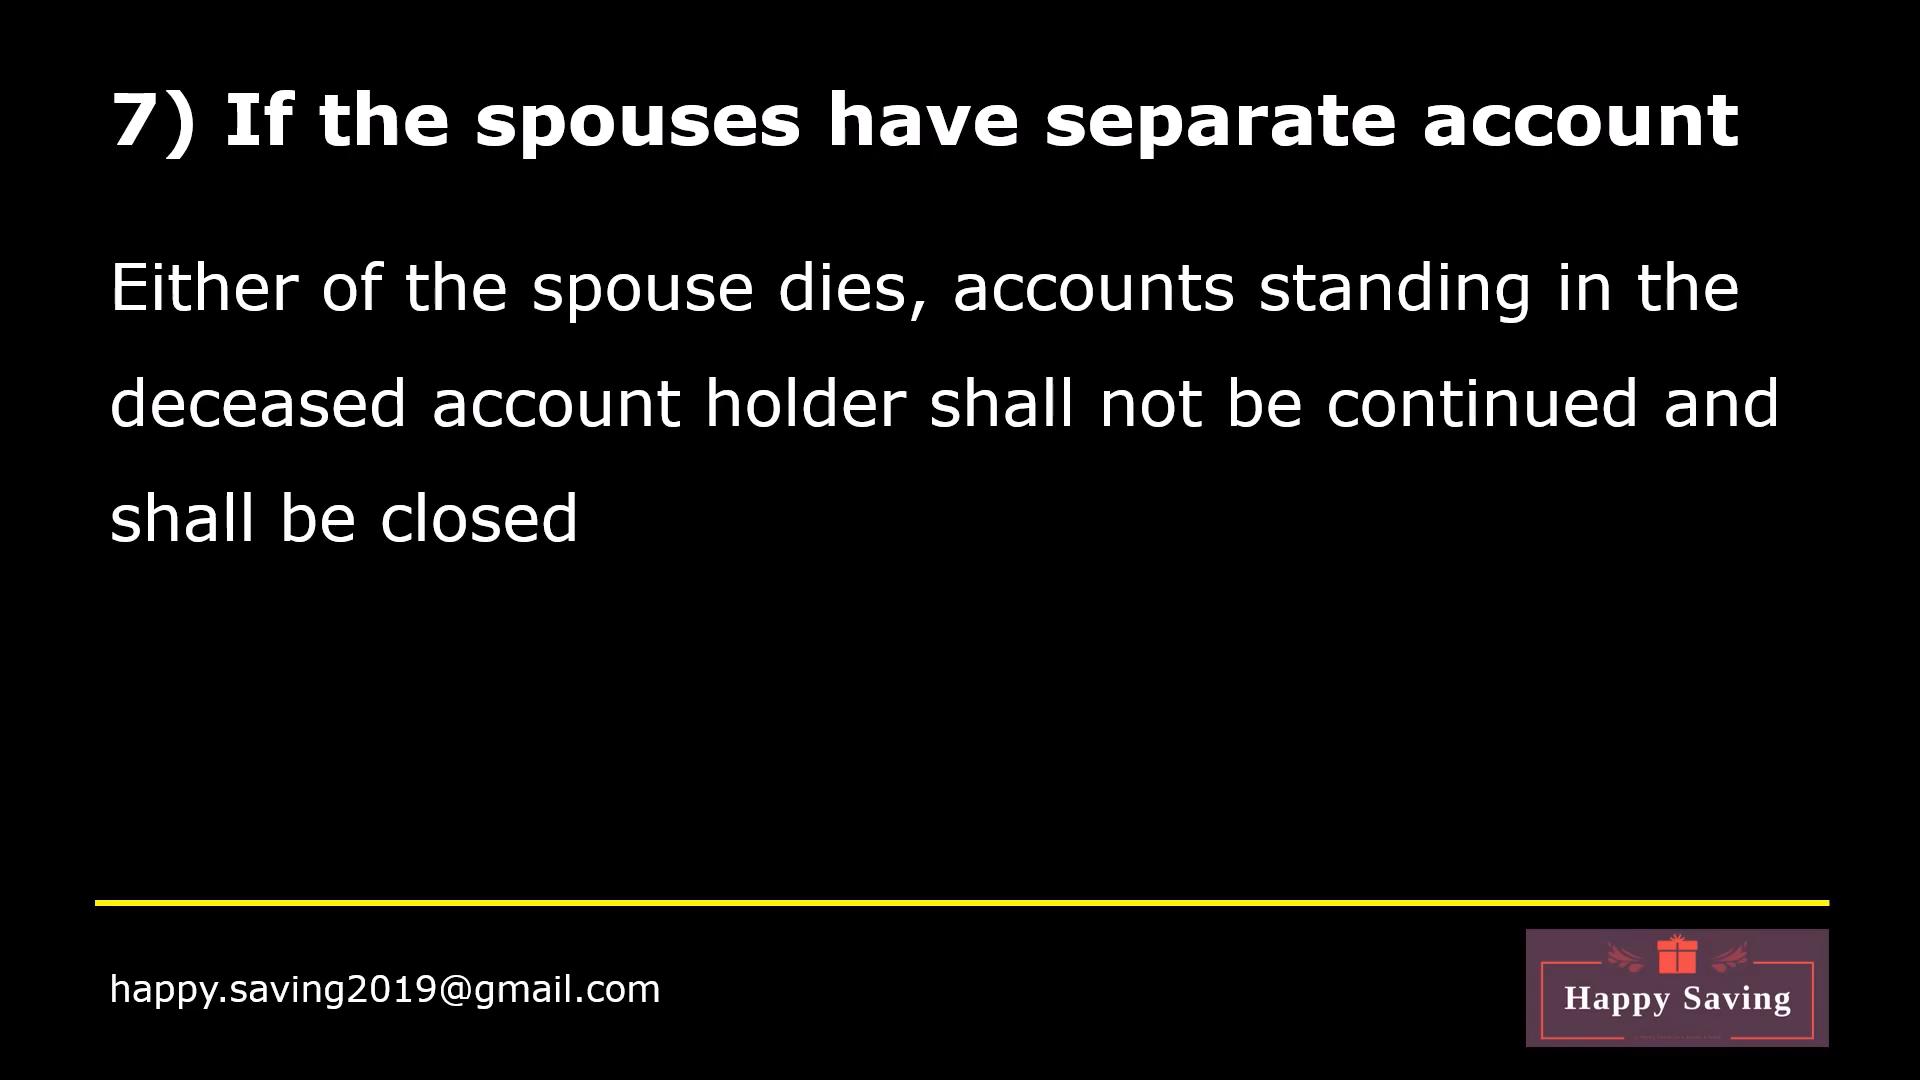 7) If the spouses have separate account
Either of the spouse dies, accounts standing in the
deceased account holder shall not be continued and
shall be closed
happy.saving2019@gmail.com
Happy Saving